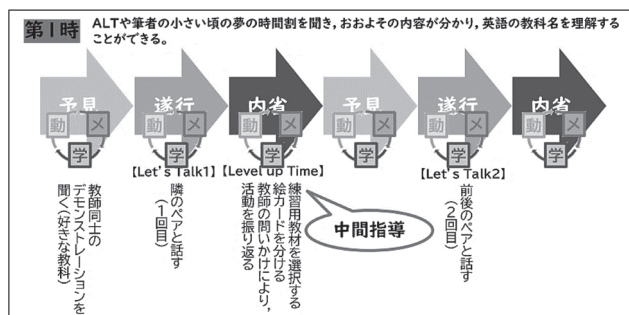 第1時
ALTや筆者の小さい頃の夢の時間割を聞き，おおよその内容が分かり，英語の教科名を理解する
ことができる。
予見
遂行
内省
予見
遂行
内省
動 メ
学
動 メ
学
動 メ
学
動 メ
学
動 メ
学
動 メ
学
【Let's Talk1】
【Level up Time】
【Let's Talk2】
教師同士の
デモンストレーションを
聞く(好きな教科)
隣のペアと話す
(1回目)
練習用教材を選択する
絵カードを分ける
教師の問いかけにより，
活動を振り返る
中間指導
前後のペアと話す
(2回目)